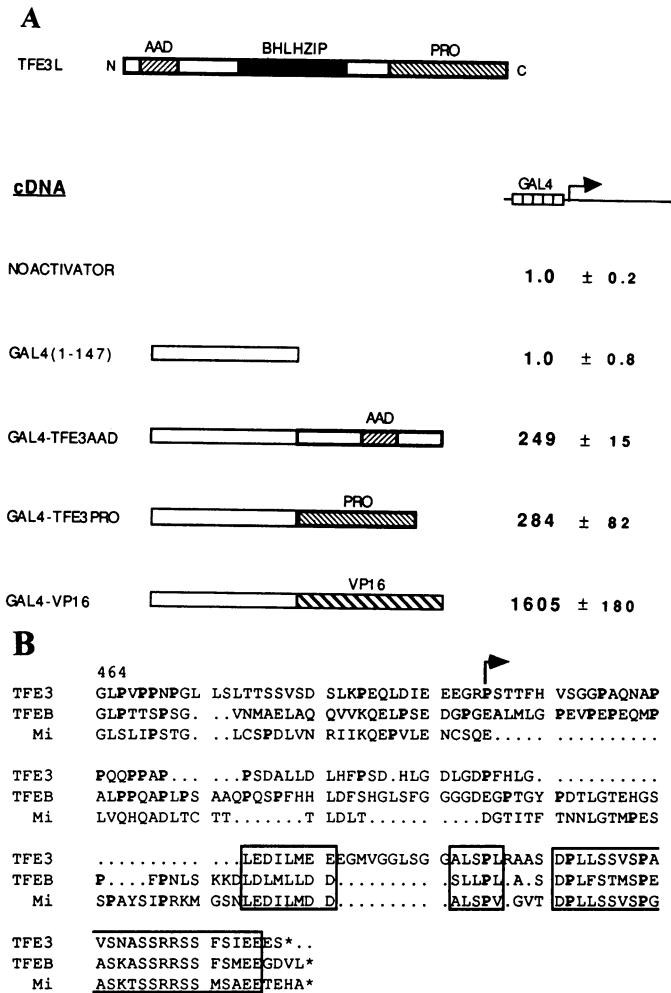 A
AAD BHLHZIP PRO
TFE3L N C
cDNA GAL4
NOACTIVATOR 1.0 ± 0.2
GAL4(1-147) 1.0 ± 0.8
AAD
GAL4-TFE3AAD 249 ± 15
PRO
GAL4-TFE3PRO 284 ± 82
VP16
GAL4-VP16 1605 ± 180
B
464
TFE3 GLPVPPNPGL LSLTTSSVSD SLKPEQLDIE EEGRPSTTFH VSGGPAQNAP
TFEB GLPTTSPSG. .VNMAELAQ QVVKQELPSE DGPGEALMLG PEVPEPEQMP
Mi GLSLIPSTG. .LCSPDLVN RIIKQEPVLE NCSQE..... ..........
TFE3 PQQPPAP... ...PSDALLD LHFPSD.HLG DLGDPFHLG. ..........
TFEB ALPPQAPLPS AAQPQSPFHH LDFSHGLSFG GGGDEGPTGY PDTLGTEHGS
Mi LVQHQADLTC TT.......T LDLT...... ....DGTITF TNNLGTMPES
TFE3 .......... ...LEDILME EEGMVGGLSG GALSPLRAAS DPLLSSVSPA
TFEB P....FPNLS KKDLDLMLLD D......... .SLLPL.A.S DPLFSTMSPE
Mi SPAYSIPRKM GSNLEDILMD D......... .ALSPV.GVT DPLLSSVSPG
TFE3 VSNASSRRSS FSIEEES*..
TFEB ASKASSRRSS FSMEEGDVL*
Mi ASKTSSRRSS MSAEETEHA*